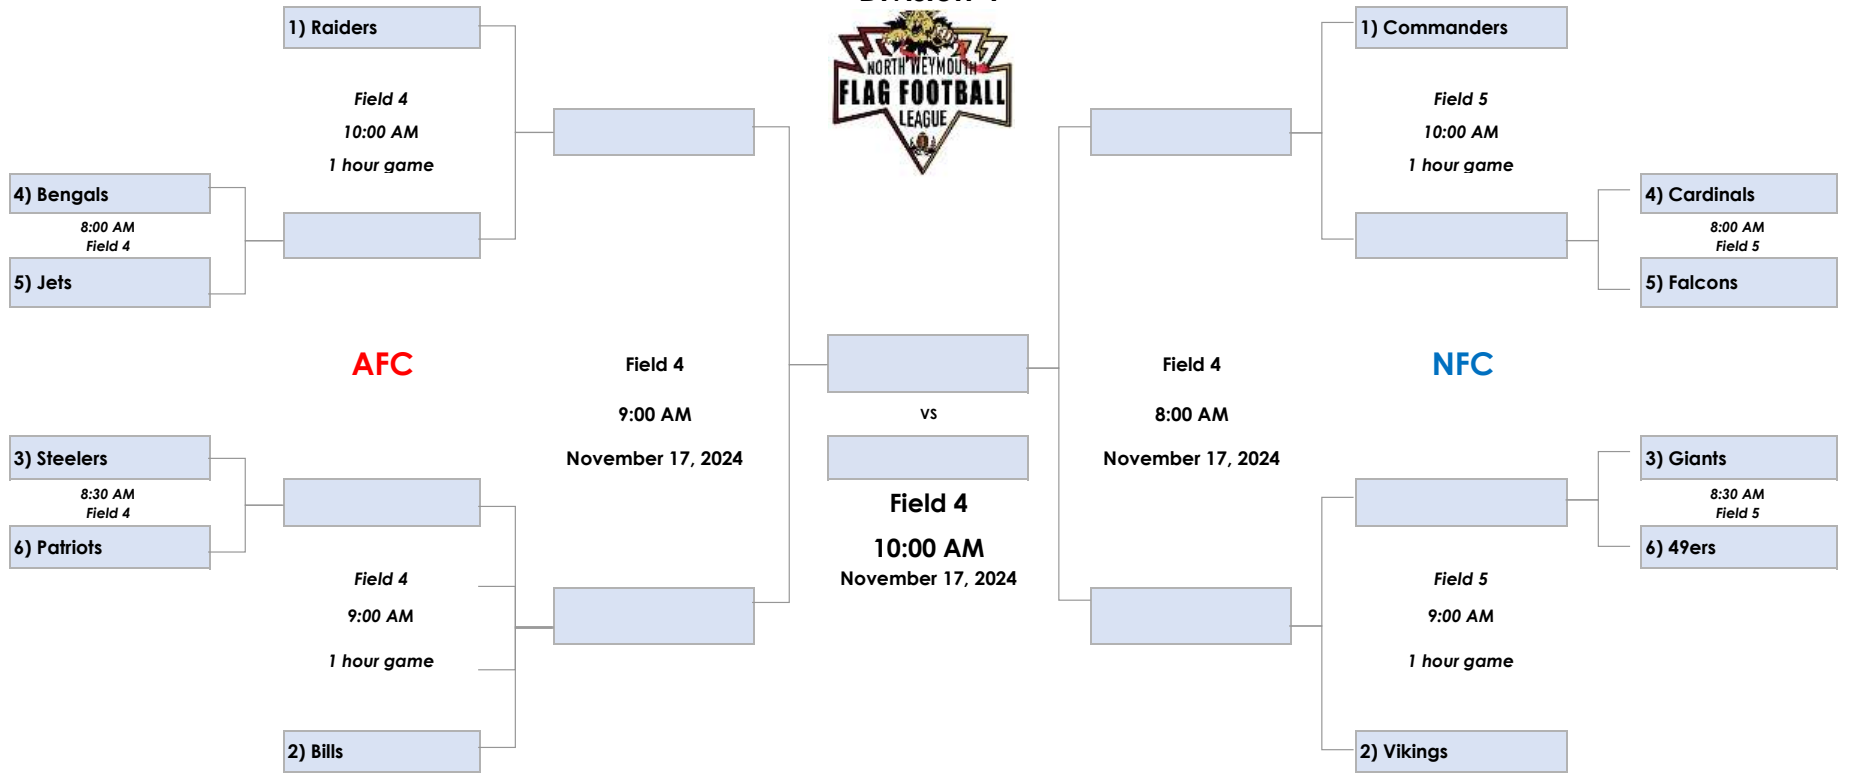 1) Raiders
Field 4
10:00 AM
1 hour game
4) Bengals
8:00 AM
Field 4
5) Jets
AFC
3) Steelers
8:30 AM
Field 4
6) Patriots
Field 4
9:00 AM
1 hour game
2) Bills
Field 4
9:00 AM
November 17, 2024
NORTH WEYMOUTH
FLAG FOOTBALL
LEAGUE
vs
Field 4
10:00 AM
November 17, 2024
Field 4
8:00 AM
November 17, 2024
1) Commanders
Field 5
10:00 AM
1 hour game
4) Cardinals
8:00 AM
Field 5
5) Falcons
NFC
3) Giants
8:30 AM
Field 5
6) 49ers
Field 5
9:00 AM
1 hour game
2) Vikings